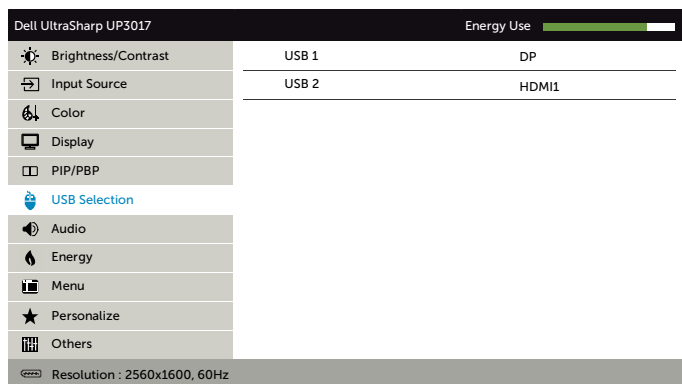 Dell UltraSharp UP3017 Energy Use
Brightness/Contrast USB 1 DP
Input Source USB 2 HDMI1
Color
Display
PIP/PBP
USB Selection
Audio
Energy
Menu
Personalize
Others
Resolution : 2560x1600, 60Hz